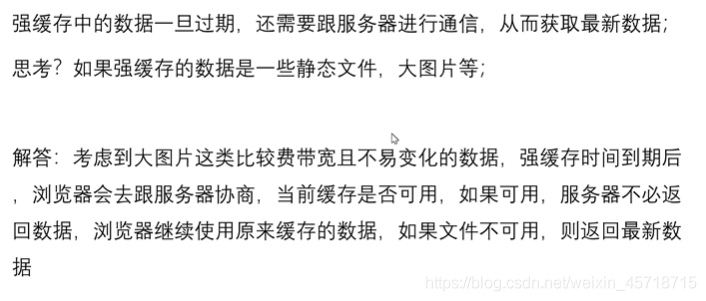 强缓存中的数据一旦过期，还需要跟服务器进行通信，从而获取最新数据；
思考？如果强缓存的数据是一些静态文件，大图片等；
解答：考虑到大图片这类比较费带宽且不易变化的数据，强缓存时间到期后
，浏览器会去跟服务器协商，当前缓存是否可用，如果可用，服务器不必返
回数据，浏览器继续使用原来缓存的数据，如果文件不可用，则返回最新数
据
https://blog.csdn.net/weixin_45718715